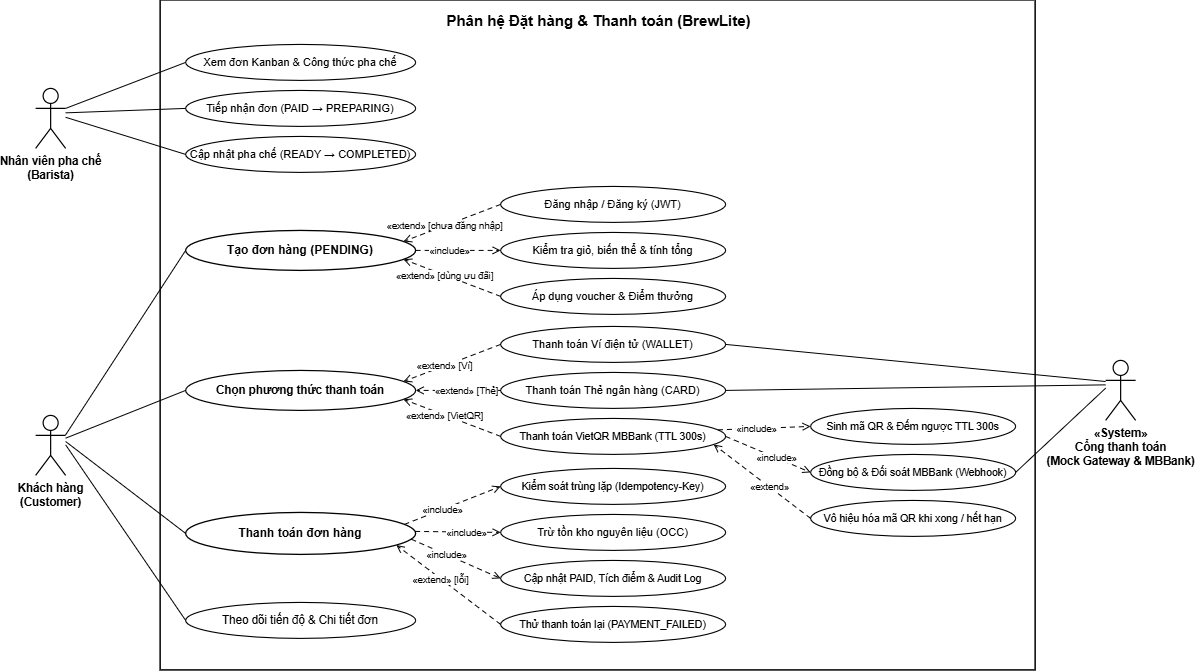 Phân hệ Đặt hàng & Thanh toán (BrewLite)
Xem đơn Kanban & Công thức pha chế
Tiếp nhận đơn (PAID → PREPARING)
Cập nhật pha chế (READY → COMPLETED)
Nhân viên pha chế
(Barista)
Đăng nhập / Đăng ký (JWT)
«extend» [chưa đăng nhập]
Tạo đơn hàng (PENDING)
«include»
Kiểm tra giỏ, biến thể & tính tổng
«extend» [dùng ưu đãi]
Áp dụng voucher & Điểm thưởng
Thanh toán Ví điện tử (WALLET)
«extend» [Ví]
Chọn phương thức thanh toán
«extend» [Thẻ]
Thanh toán Thẻ ngân hàng (CARD)
«extend» [VietQR]
Thanh toán VietQR MBBank (TTL 300s)
«include»
Sinh mã QR & Đếm ngược TTL 300s
«include»
Đồng bộ & Đối soát MBBank (Webhook)
«extend»
Vô hiệu hóa mã QR khi xong / hết hạn
«System»
Cổng thanh toán
(Mock Gateway & MBBank)
Khách hàng
(Customer)
Kiểm soát trùng lặp (Idempotency-Key)
«include»
Thanh toán đơn hàng
«include»
Trừ tồn kho nguyên liệu (OCC)
«include»
Cập nhật PAID, Tích điểm & Audit Log
«extend» [lỗi]
Thử thanh toán lại (PAYMENT_FAILED)
Theo dõi tiến độ & Chi tiết đơn